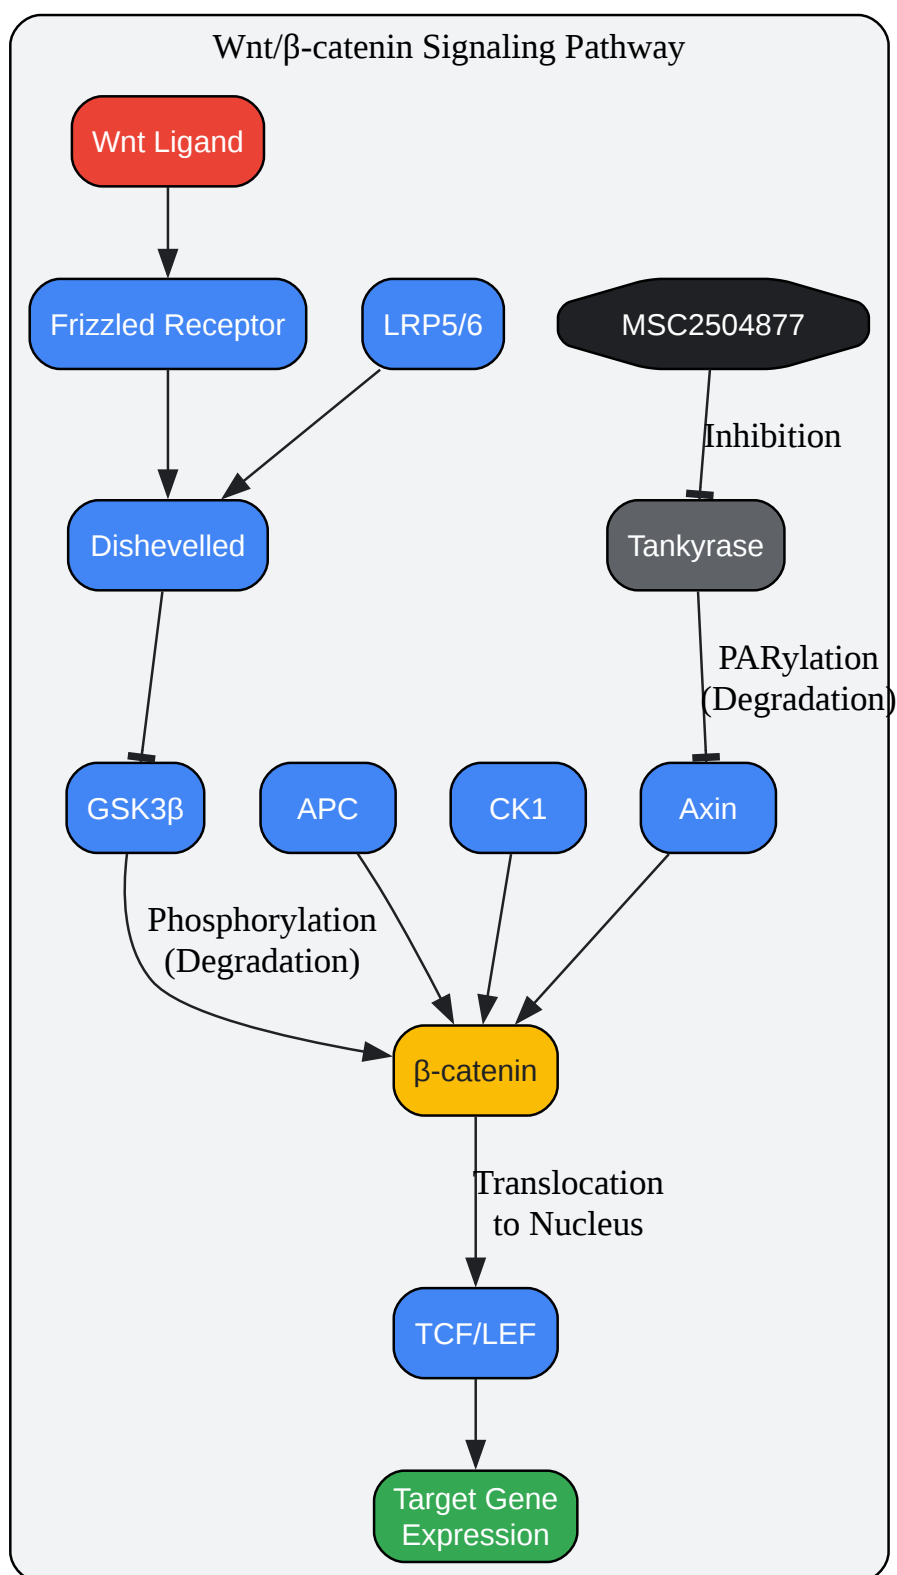 Wnt/β-catenin Signaling Pathway
Wnt Ligand
Frizzled Receptor
LRP5/6
MSC2504877
Inhibition
Dishevelled
Tankyrase
PARylation
(Degradation)
GSK3β
APC
CK1
Axin
Phosphorylation
(Degradation)
β-catenin
Translocation
to Nucleus
TCF/LEF
Target Gene
Expression